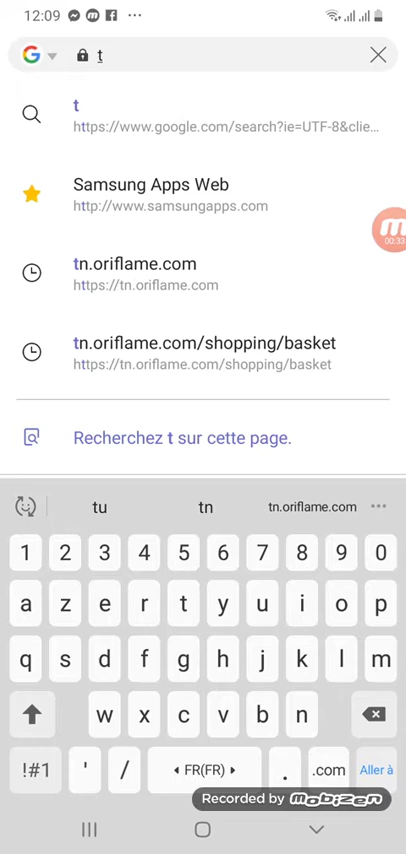 12:09
t
t
https://www.google.com/search?ie=UTF-8&clie...
Samsung Apps Web
http://www.samsungapps.com
00:33
tn.oriflame.com
https://tn.oriflame.com
tn.oriflame.com/shopping/basket
https://tn.oriflame.com/shopping/basket
Recherchez t sur cette page.
tu tn tn.oriflame.com
1 2 3 4 5 6 7 8 9 0
a z e r t y u i o p
q s d f g h j k l m
w x c v b n
!#1 ' / FR(FR) . .com Aller à
Recorded by mobizen